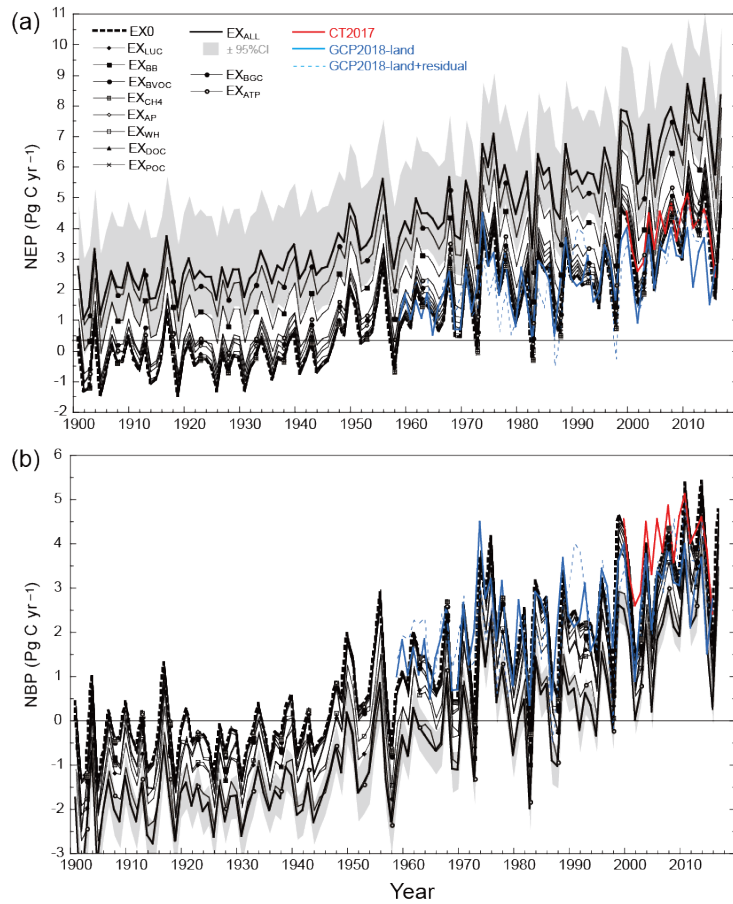 (a)
11
10
9
8
7
6
5
4
3
2
1
0
-1
-2
NEP (Pg C yr⁻¹)
EX0
EXLUC
EXBB
EXBVOC
EXCH4
EXAP
EXWH
EXDOC
EXPOC
EXALL
± 95%CI
EXBGC
EXATP
CT2017
GCP2018-land
GCP2018-land+residual
1900 1910 1920 1930 1940 1950 1960 1970 1980 1990 2000 2010
(b)
6
5
4
3
2
1
0
-1
-2
-3
NBP (Pg C yr⁻¹)
1900 1910 1920 1930 1940 1950 1960 1970 1980 1990 2000 2010
Year